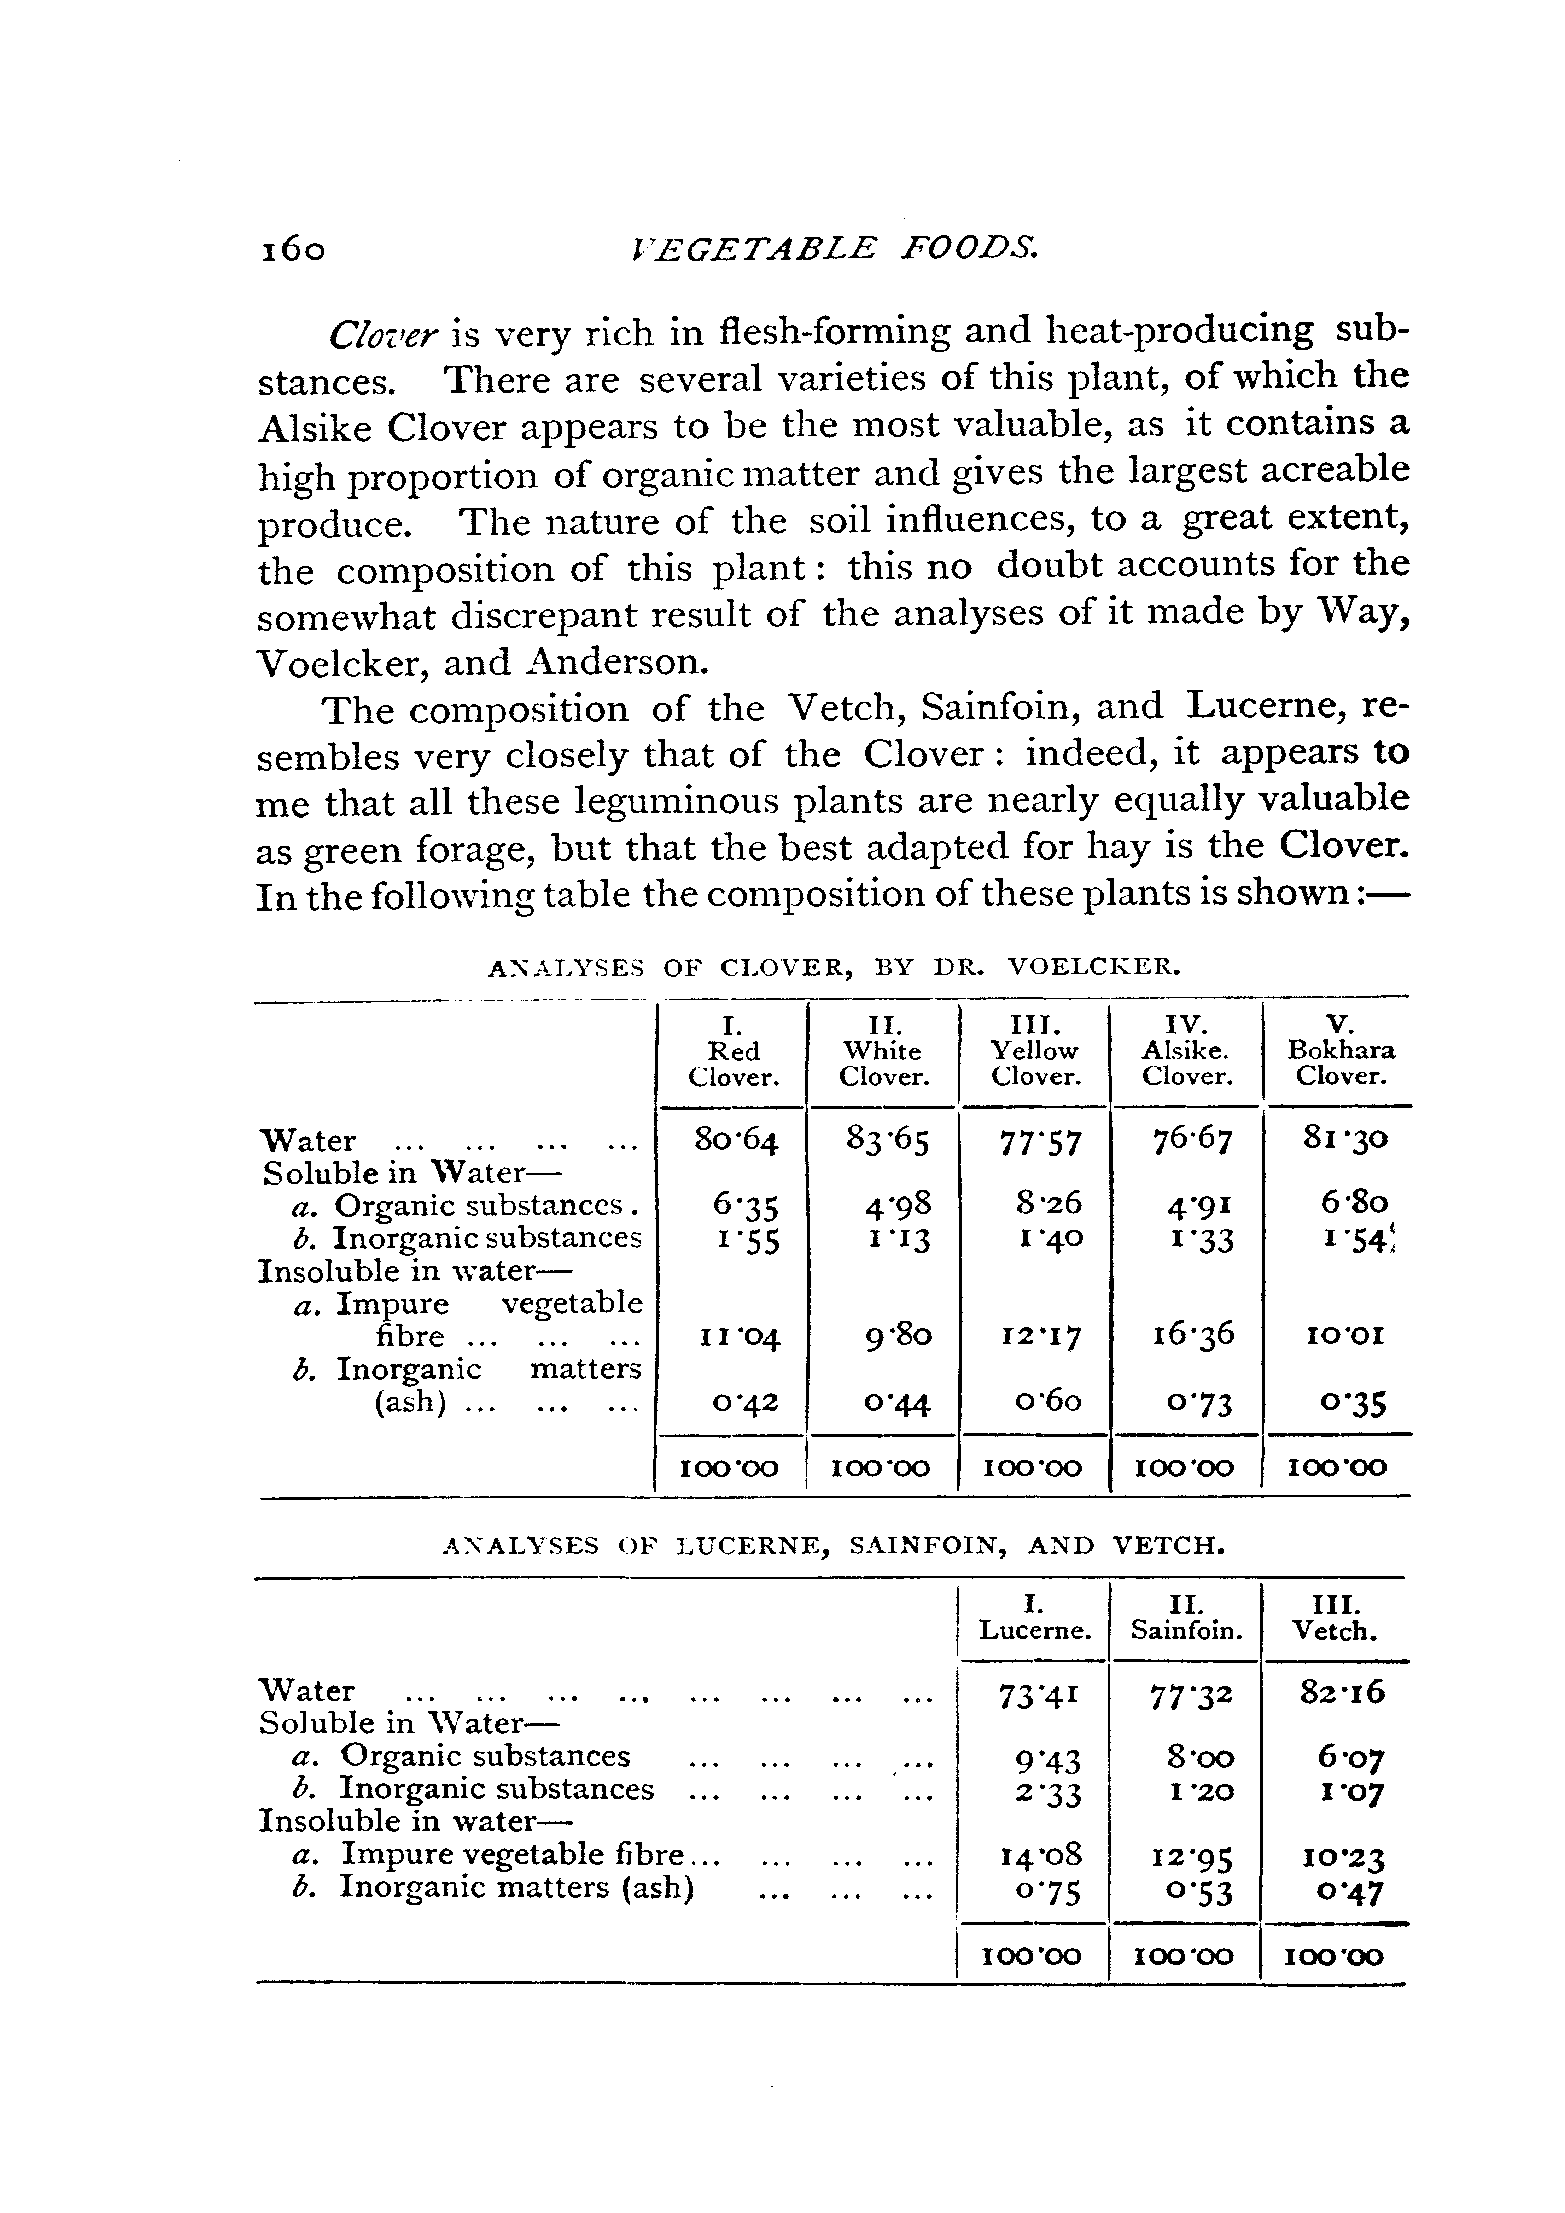 160 VEGETABLE FOODS.
Clover is very rich in flesh-forming and heat-producing sub-
stances. There are several varieties of this plant, of which the
Alsike Clover appears to be the most valuable, as it contains a
high proportion of organic matter and gives the largest acreable
produce. The nature of the soil influences, to a great extent,
the composition of this plant : this no doubt accounts for the
somewhat discrepant result of the analyses of it made by Way,
Voelcker, and Anderson.
The composition of the Vetch, Sainfoin, and Lucerne, re-
sembles very closely that of the Clover : indeed, it appears to
me that all these leguminous plants are nearly equally valuable
as green forage, but that the best adapted for hay is the Clover.
In the following table the composition of these plants is shown :—
ANALYSES OF CLOVER, BY DR. VOELCKER.
I. II. III. IV. V.
Red White Yellow Alsike. Bokhara
Clover. Clover. Clover. Clover. Clover.
Water ... ... ... ... 80·64 83·65 77·57 76·67 81·30
Soluble in Water—
a. Organic substances . 6·35 4·98 8·26 4·91 6·80
b. Inorganic substances 1·55 1·13 1·40 1·33 1·54
Insoluble in water—
a. Impure vegetable
fibre ... ... ... 11·04 9·80 12·17 16·36 10·01
b. Inorganic matters
(ash) ... ... ... 0·42 0·44 0·60 0·73 0·35
100·00 100·00 100·00 100·00 100·00
ANALYSES OF LUCERNE, SAINFOIN, AND VETCH.
I. II. III.
Lucerne. Sainfoin. Vetch.
Water ... ... ... ... ... ... ... ... 73·41 77·32 82·16
Soluble in Water—
a. Organic substances ... ... ... ... 9·43 8·00 6·07
b. Inorganic substances ... ... ... ... 2·33 1·20 1·07
Insoluble in water—
a. Impure vegetable fibre... ... ... ... 14·08 12·95 10·23
b. Inorganic matters (ash) ... ... ... 0·75 0·53 0·47
100·00 100·00 100·00